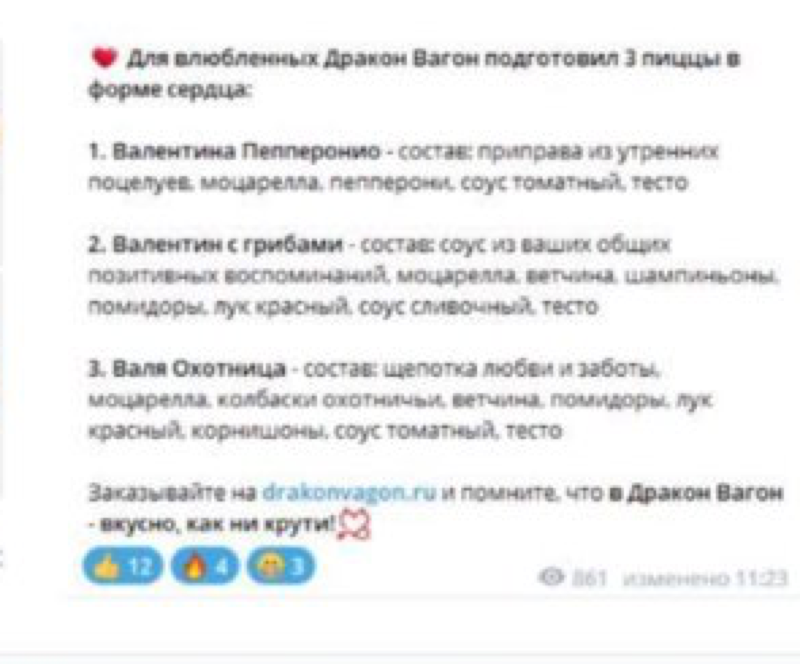 ❤️ Для влюбленных Дракон Вагон подготовил 3 пиццы в
форме сердца:
1. Валентина Пепперонио - состав: приправа из утренних
поцелуев, моцарелла, пепперони, соус томатный, тесто
2. Валентин с грибами - состав: соус из ваших общих
позитивных воспоминаний, моцарелла, ветчина, шампиньоны,
помидоры, лук красный, соус сливочный, тесто
3. Валя Охотница - состав: щепотка любви и заботы,
моцарелла, колбаски охотничьи, ветчина, помидоры, лук
красный, корнишоны, соус томатный, тесто
Заказывайте на drakonvagon.ru и помните, что в Дракон Вагон
- вкусно, как ни крути!
12 4 3
861 изменено 11:23